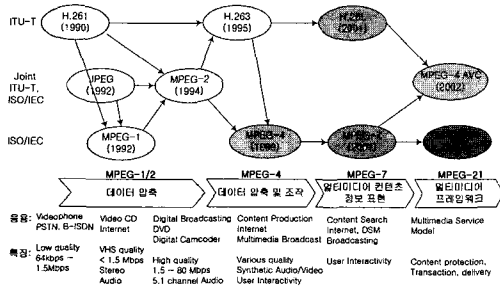 ITU-T
H.261
(1990)
H.263
(1995)
Joint
ITU-T,
ISO/IEC
JPEG
(1992)
MPEG-2
(1994)
MPEG-4 AVC
(2002)
ISO/IEC
MPEG-1
(1992)
MPEG-4
MPEG-1/2
MPEG-4
MPEG-7
MPEG-21
데이터 압축
데이터 압축 및 조작
멀티미디어 컨텐츠
정보 표현
멀티미디어
프레임워크
응용: Videophone
PSTN, B-ISDN
Video CD
Internet
Digital Broadcasting
DVD
Digital Camcoder
Content Production
Internet
Multimedia Broadcast
Content Search
Internet, DSM
Broadcasting
Multimedia Service
Model
특징: Low quality
64kbps ~
1.5Mbps
VHS quality
< 1.5 Mbps
Stereo
Audio
High quality
1.5 ~ 80 Mbps
5.1 channel Audio
Various quality
Synthetic Audio/Video
User Interactivity
User Interactivity
Content protection,
Transaction, delivery